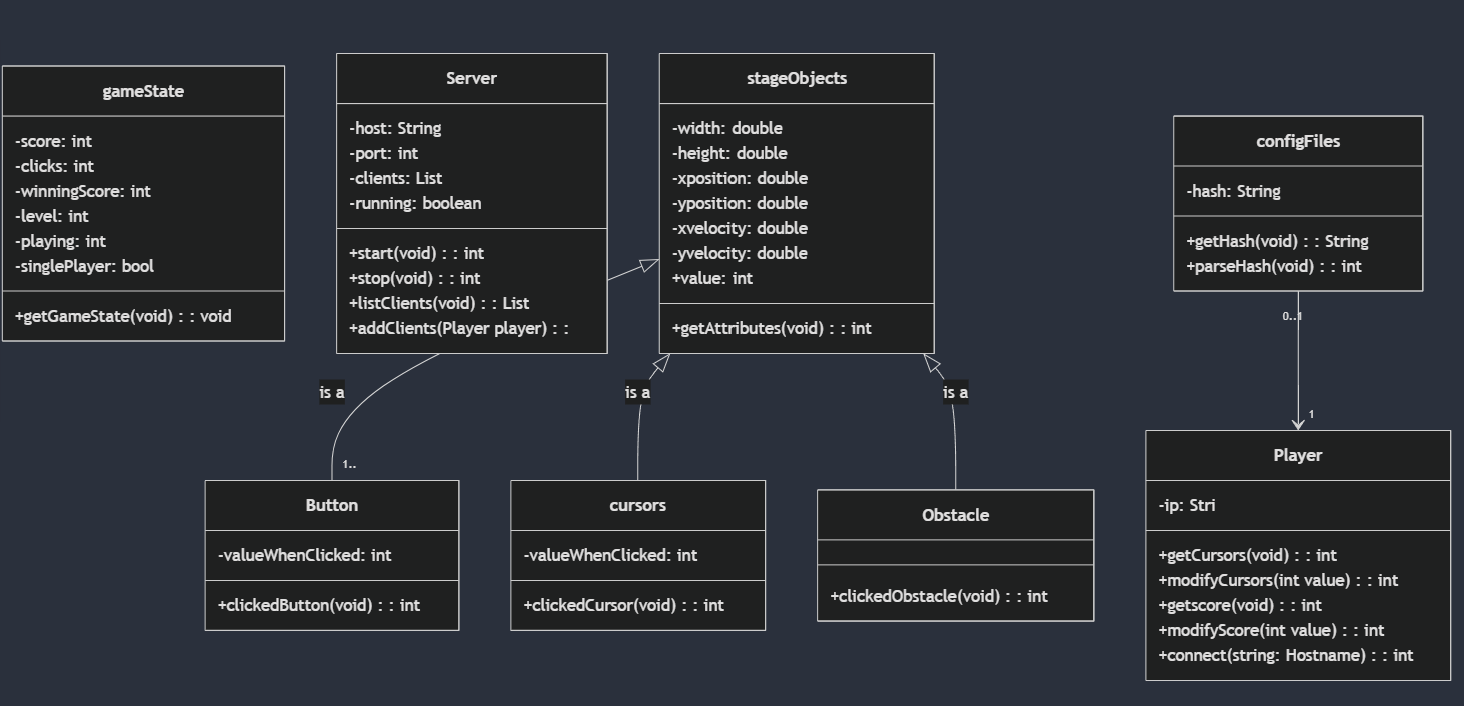 gameState
-score: int
-clicks: int
-winningScore: int
-level: int
-playing: int
-singlePlayer: bool
+getGameState(void) : : void
Server
-host: String
-port: int
-clients: List
-running: boolean
+start(void) : : int
+stop(void) : : int
+listClients(void) : : List
+addClients(Player player) : :
stageObjects
-width: double
-height: double
-xposition: double
-yposition: double
-xvelocity: double
-yvelocity: double
+value: int
+getAttributes(void) : : int
configFiles
-hash: String
+getHash(void) : : String
+parseHash(void) : : int
0..1
1
is a
is a
is a
1..
Button
-valueWhenClicked: int
+clickedButton(void) : : int
cursors
-valueWhenClicked: int
+clickedCursor(void) : : int
Obstacle
+clickedObstacle(void) : : int
Player
-ip: Stri
+getCursors(void) : : int
+modifyCursors(int value) : : int
+getscore(void) : : int
+modifyScore(int value) : : int
+connect(string: Hostname) : : int